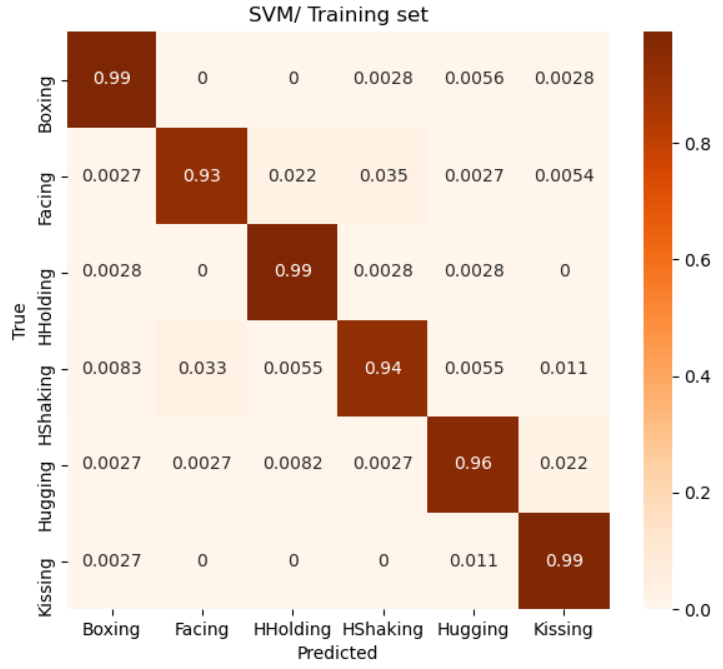 SVM/ Training set
Boxing 0.99 0 0 0.0028 0.0056 0.0028
Facing 0.0027 0.93 0.022 0.035 0.0027 0.0054
HHolding 0.0028 0 0.99 0.0028 0.0028 0
HShaking 0.0083 0.033 0.0055 0.94 0.0055 0.011
Hugging 0.0027 0.0027 0.0082 0.0027 0.96 0.022
Kissing 0.0027 0 0 0 0.011 0.99
True
Boxing Facing HHolding HShaking Hugging Kissing
Predicted
0.8
0.6
0.4
0.2
0.0